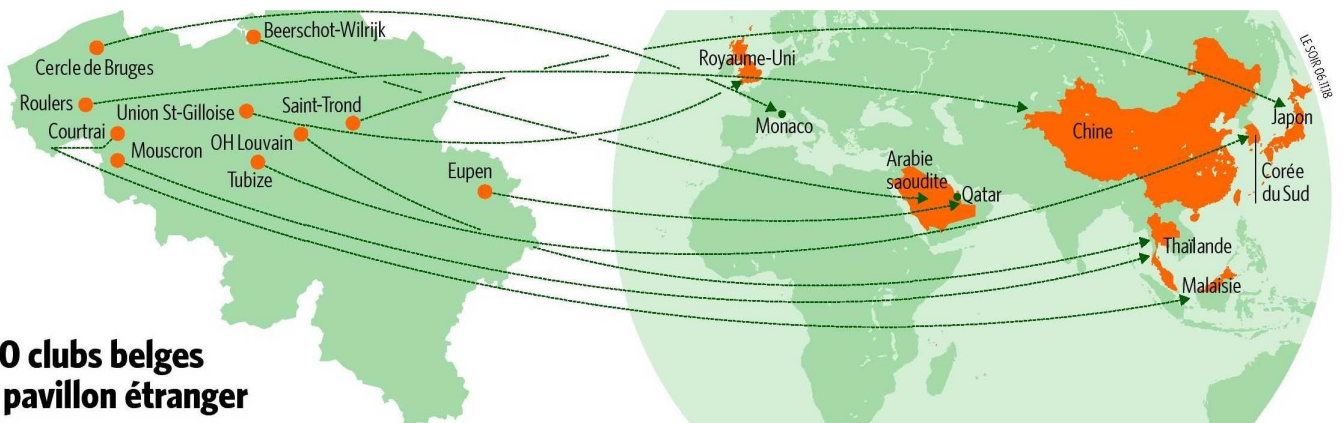 Beerschot-Wilrijk
Cercle de Bruges
Roulers
Union St-Gilloise
Saint-Trond
Courtrai
OH Louvain
Mouscron
Tubize
Eupen
Royaume-Uni
Monaco
Arabie
saoudite
Qatar
Chine
Japon
Corée
du Sud
Thaïlande
Malaisie
LE SOIR 06.11.18
0 clubs belges
pavillon étranger